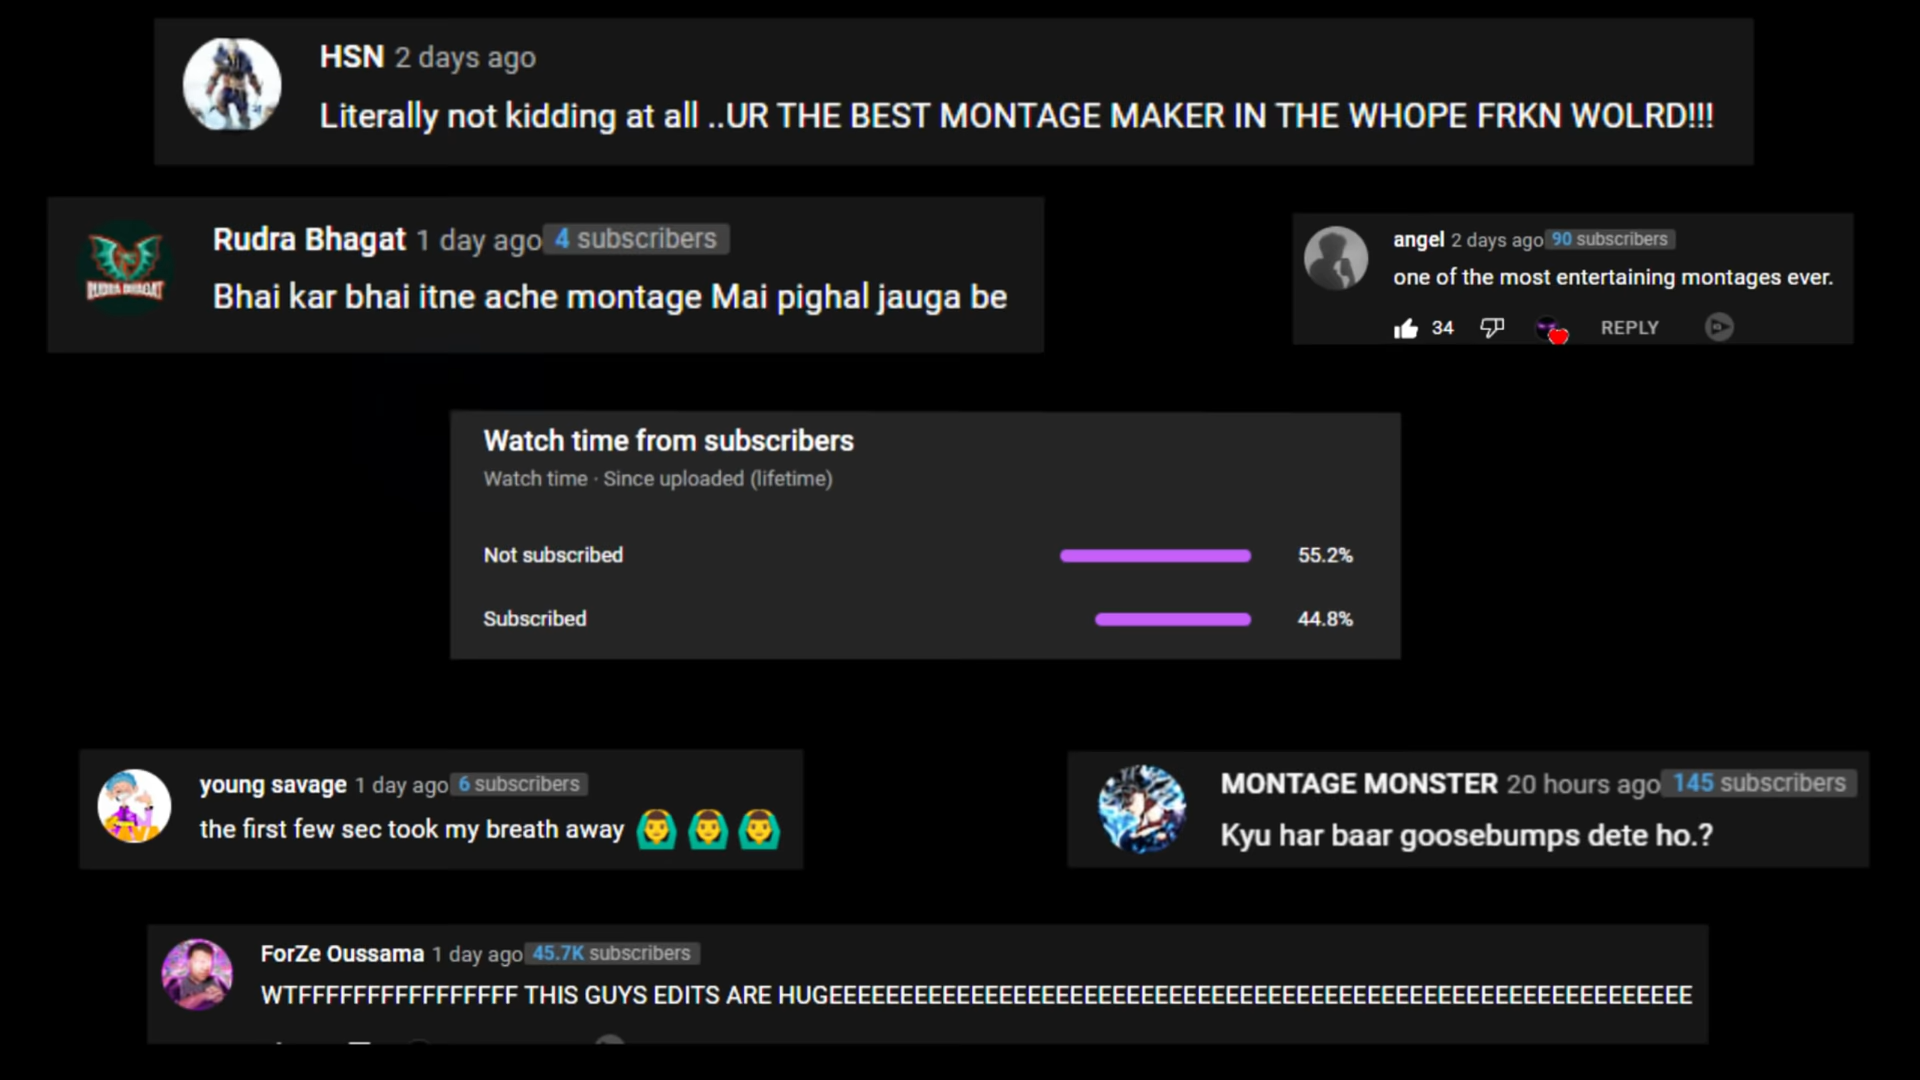 HSN 2 days ago
Literally not kidding at all ..UR THE BEST MONTAGE MAKER IN THE WHOPE FRKN WOLRD!!!
Rudra Bhagat 1 day ago 4 subscribers
Bhai kar bhai itne ache montage Mai pighal jauga be
RUDRA BHAGAT
angel 2 days ago 90 subscribers
one of the most entertaining montages ever.
34 REPLY
Watch time from subscribers
Watch time · Since uploaded (lifetime)
Not subscribed 55.2%
Subscribed 44.8%
young savage 1 day ago 6 subscribers
the first few sec took my breath away 🙆‍♂️ 🙆‍♂️ 🙆‍♂️
MONTAGE MONSTER 20 hours ago 145 subscribers
Kyu har baar goosebumps dete ho.?
ForZe Oussama 1 day ago 45.7K subscribers
WTFFFFFFFFFFFFFFFF THIS GUYS EDITS ARE HUGEEEEEEEEEEEEEEEEEEEEEEEEEEEEEEEEEEEEEEEEEEEEEEEEEEEEEEEEEEEEE